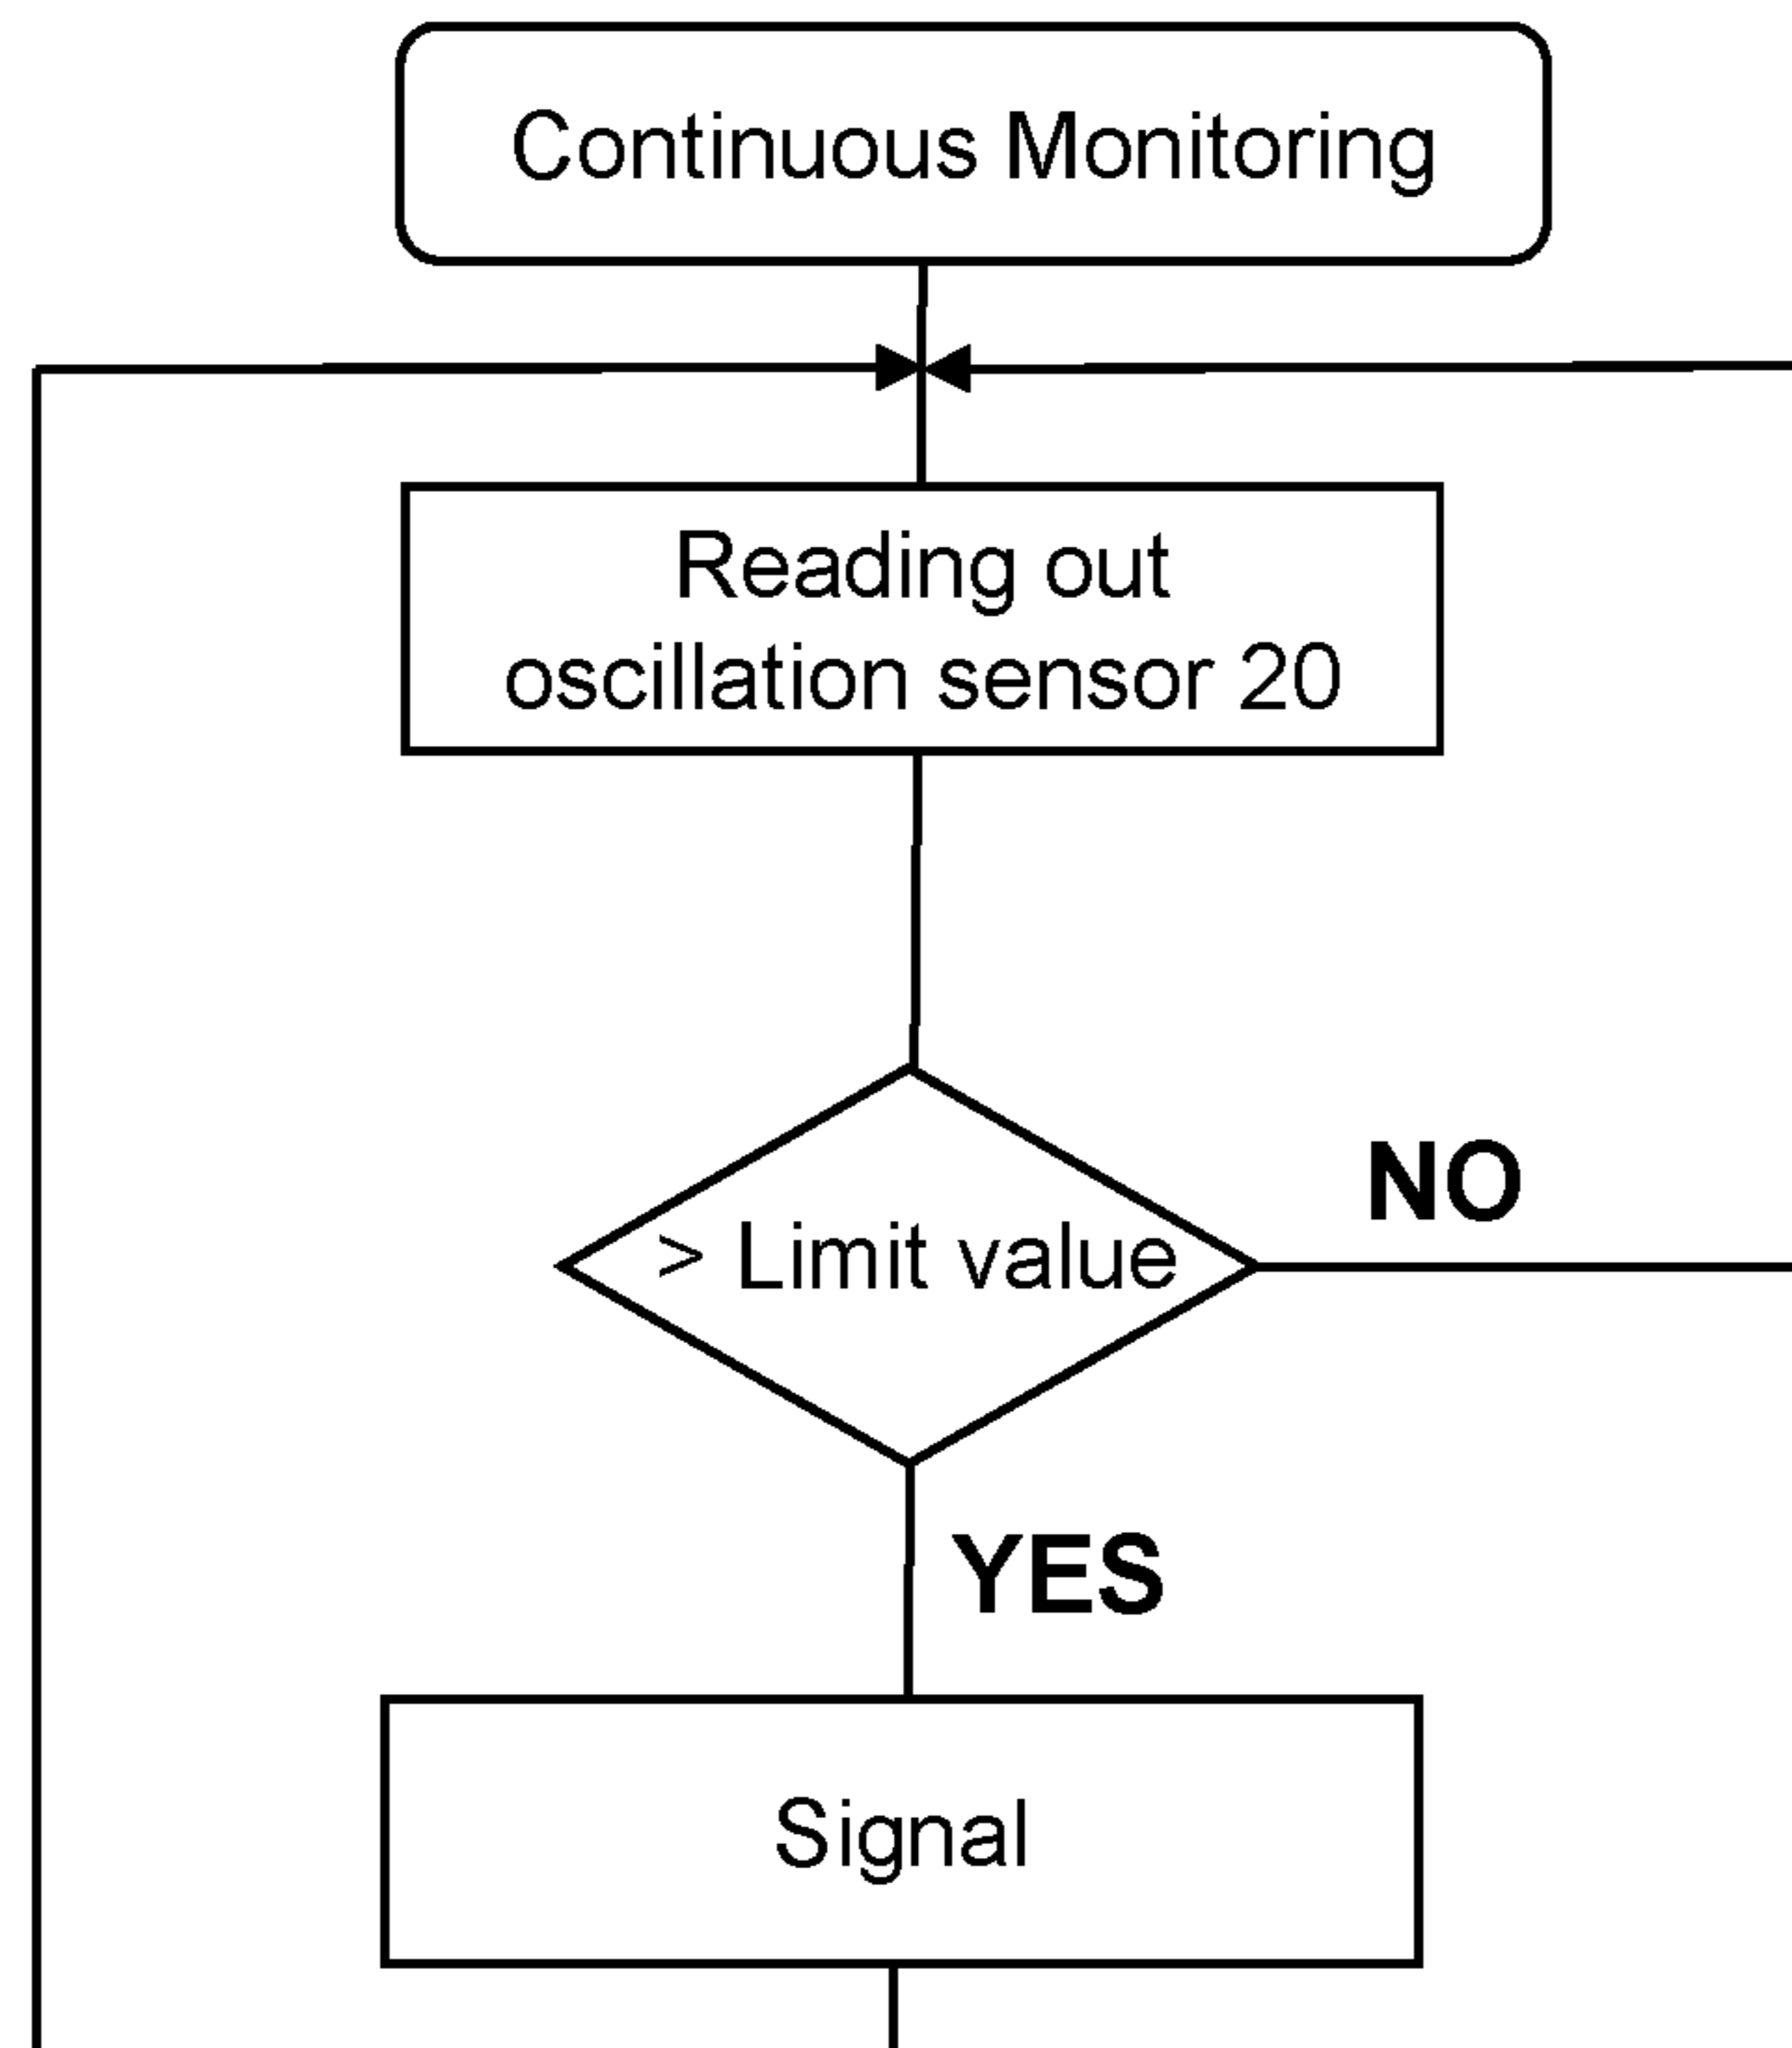 Continuous Monitoring
Reading out
oscillation sensor 20
> Limit value
NO
YES
Signal